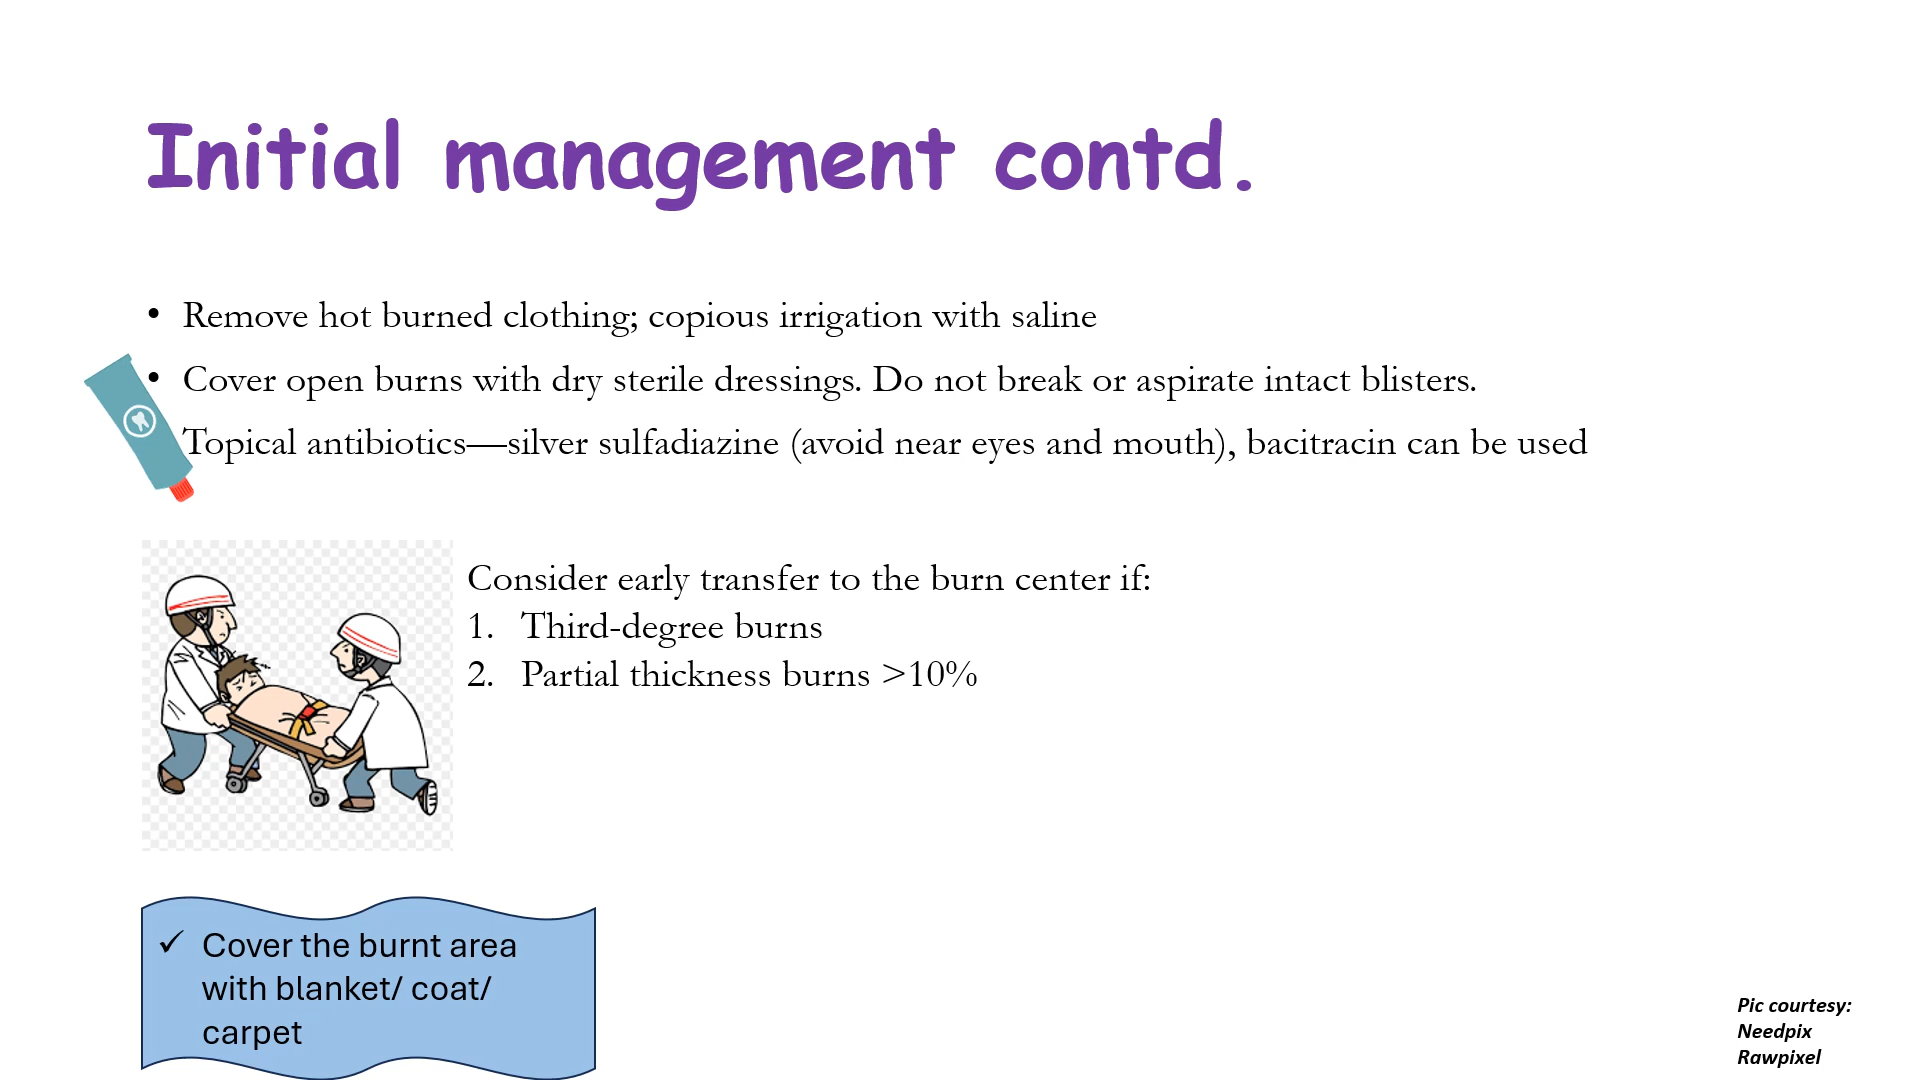 Initial management contd.
• Remove hot burned clothing; copious irrigation with saline
• Cover open burns with dry sterile dressings. Do not break or aspirate intact blisters.
Topical antibiotics—silver sulfadiazine (avoid near eyes and mouth), bacitracin can be used
Consider early transfer to the burn center if:
1. Third-degree burns
2. Partial thickness burns >10%
✓ Cover the burnt area
with blanket/ coat/
carpet
Pic courtesy:
Needpix
Rawpixel